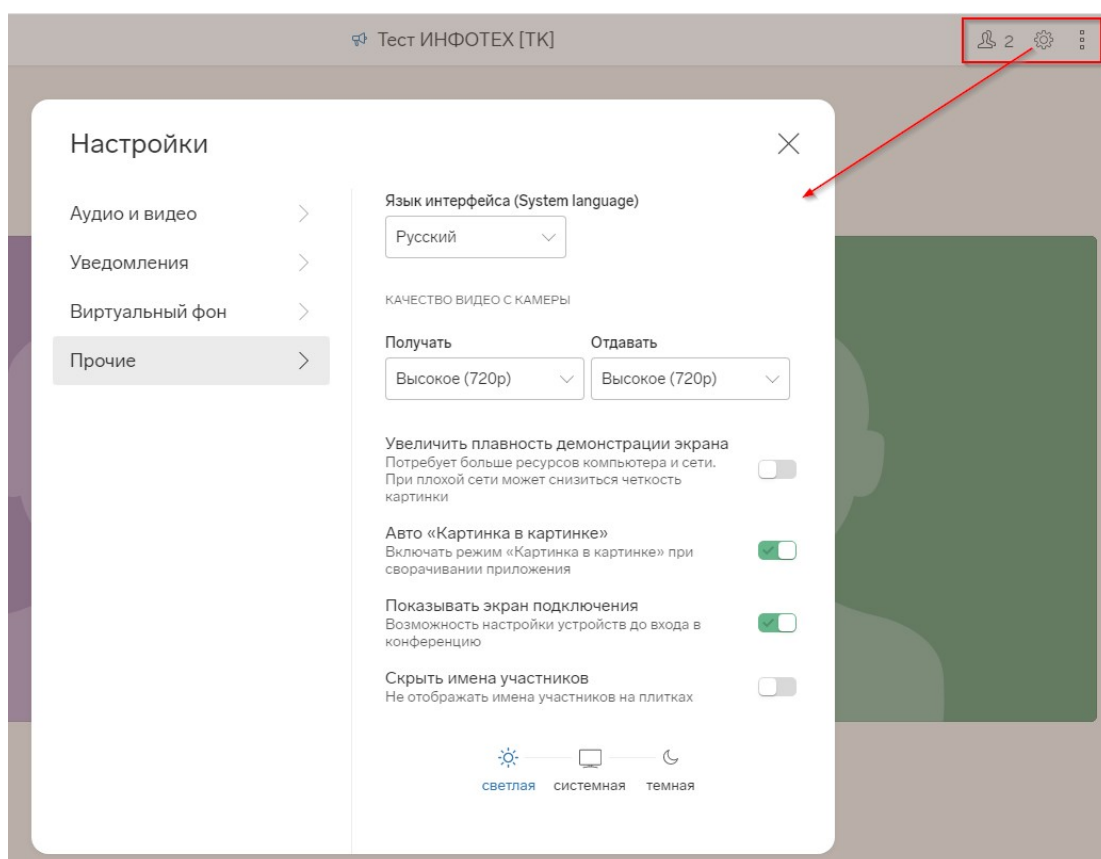 Тест ИНФОТЕХ [ТК]
2
Настройки
Аудио и видео
Уведомления
Виртуальный фон
Прочие
Язык интерфейса (System language)
Русский
КАЧЕСТВО ВИДЕО С КАМЕРЫ
Получать Отдавать
Высокое (720p) Высокое (720p)
Увеличить плавность демонстрации экрана
Потребует больше ресурсов компьютера и сети.
При плохой сети может снизиться четкость
картинки
Авто «Картинка в картинке»
Включать режим «Картинка в картинке» при
сворачивании приложения
Показывать экран подключения
Возможность настройки устройств до входа в
конференцию
Скрыть имена участников
Не отображать имена участников на плитках
светлая системная темная